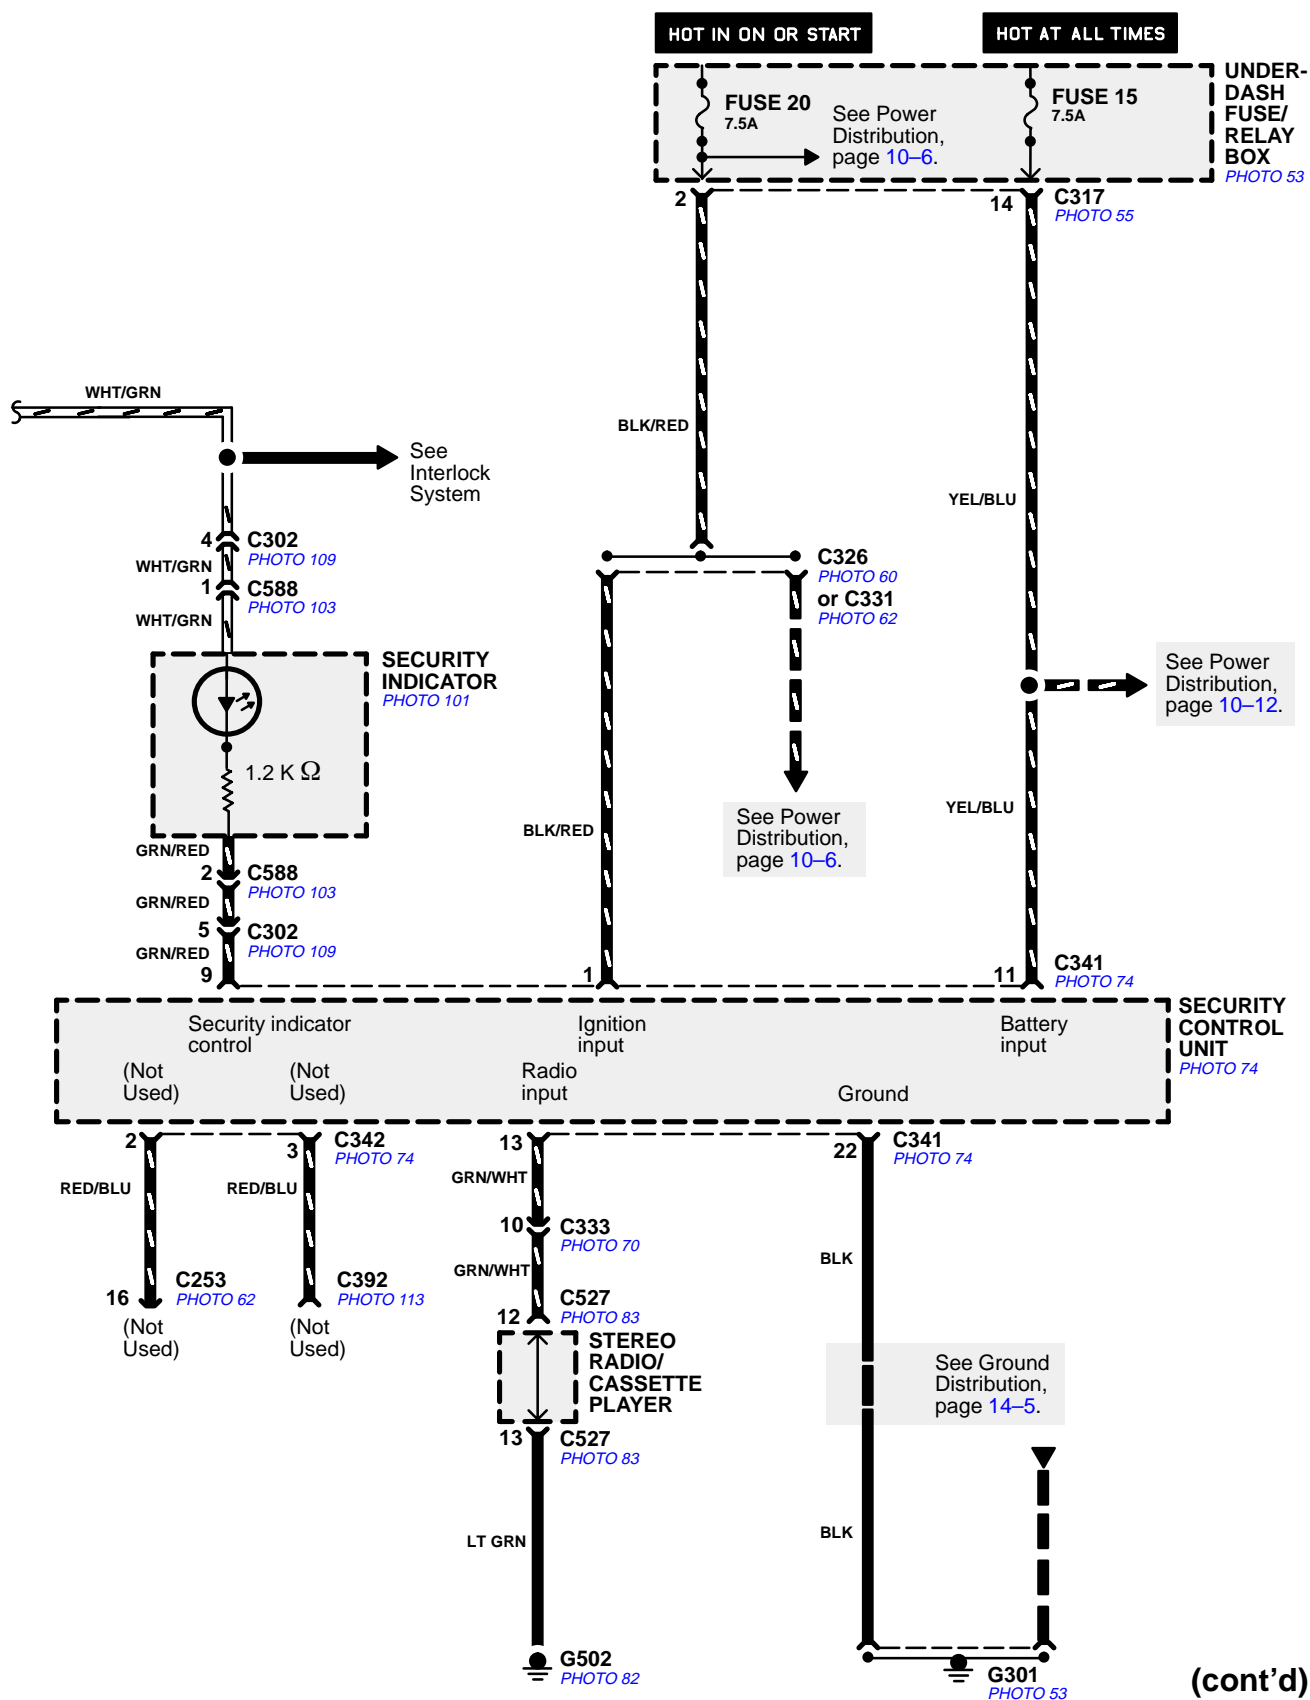 HOT IN ON OR START
HOT AT ALL TIMES
UNDER-
DASH
FUSE/
RELAY
BOX
PHOTO 53
FUSE 20
7.5A
See Power
Distribution,
page 10–6.
FUSE 15
7.5A
2
14
C317
PHOTO 55
WHT/GRN
BLK/RED
See
Interlock
System
YEL/BLU
4
C302
PHOTO 109
WHT/GRN
1
C588
PHOTO 103
WHT/GRN
C326
PHOTO 60
or C331
PHOTO 62
SECURITY
INDICATOR
PHOTO 101
See Power
Distribution,
page 10–12.
1.2 K Ω
YEL/BLU
BLK/RED
See Power
Distribution,
page 10–6.
GRN/RED
2
C588
PHOTO 103
GRN/RED
5
C302
PHOTO 109
GRN/RED
9
1
11
C341
PHOTO 74
SECURITY
CONTROL
UNIT
PHOTO 74
Security indicator
control
Ignition
input
Battery
input
(Not
Used)
(Not
Used)
Radio
input
Ground
2
3
C342
PHOTO 74
13
22
C341
PHOTO 74
RED/BLU
RED/BLU
GRN/WHT
10
C333
PHOTO 70
BLK
GRN/WHT
16
C253
PHOTO 62
C392
PHOTO 113
12
C527
PHOTO 83
(Not
Used)
(Not
Used)
STEREO
RADIO/
CASSETTE
PLAYER
See Ground
Distribution,
page 14–5.
13
C527
PHOTO 83
LT GRN
BLK
G502
PHOTO 82
G301
PHOTO 53
(cont'd)